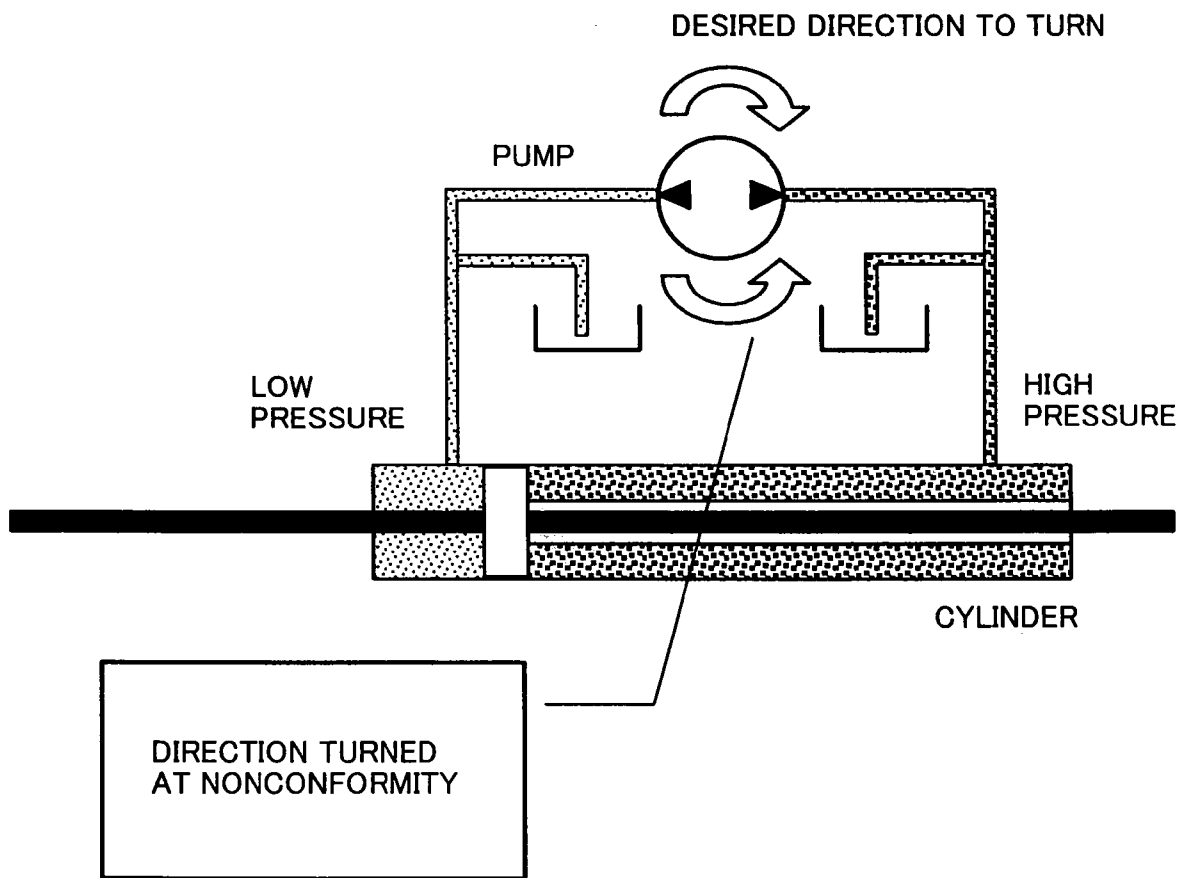 DESIRED DIRECTION TO TURN
PUMP
LOW
PRESSURE
HIGH
PRESSURE
CYLINDER
DIRECTION TURNED
AT NONCONFORMITY